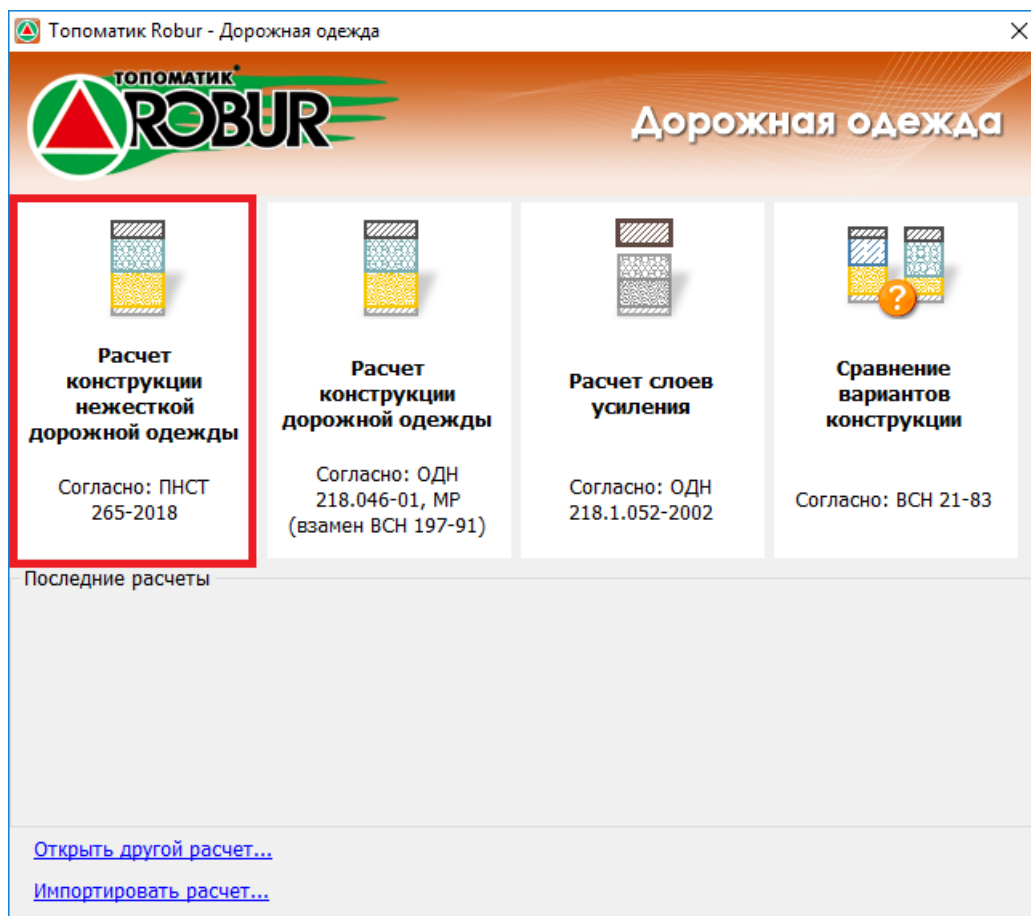 Топоматик Robur - Дорожная одежда
ТОПОМАТИК
ROBUR
Дорожная одежда
Расчет
конструкции
нежесткой
дорожной одежды
Согласно: ПНСТ
265-2018
Расчет
конструкции
дорожной одежды
Согласно: ОДН
218.046-01, МР
(взамен ВСН 197-91)
Расчет слоев
усиления
Согласно: ОДН
218.1.052-2002
?
Сравнение
вариантов
конструкции
Согласно: ВСН 21-83
Последние расчеты
Открыть другой расчет...
Импортировать расчет...